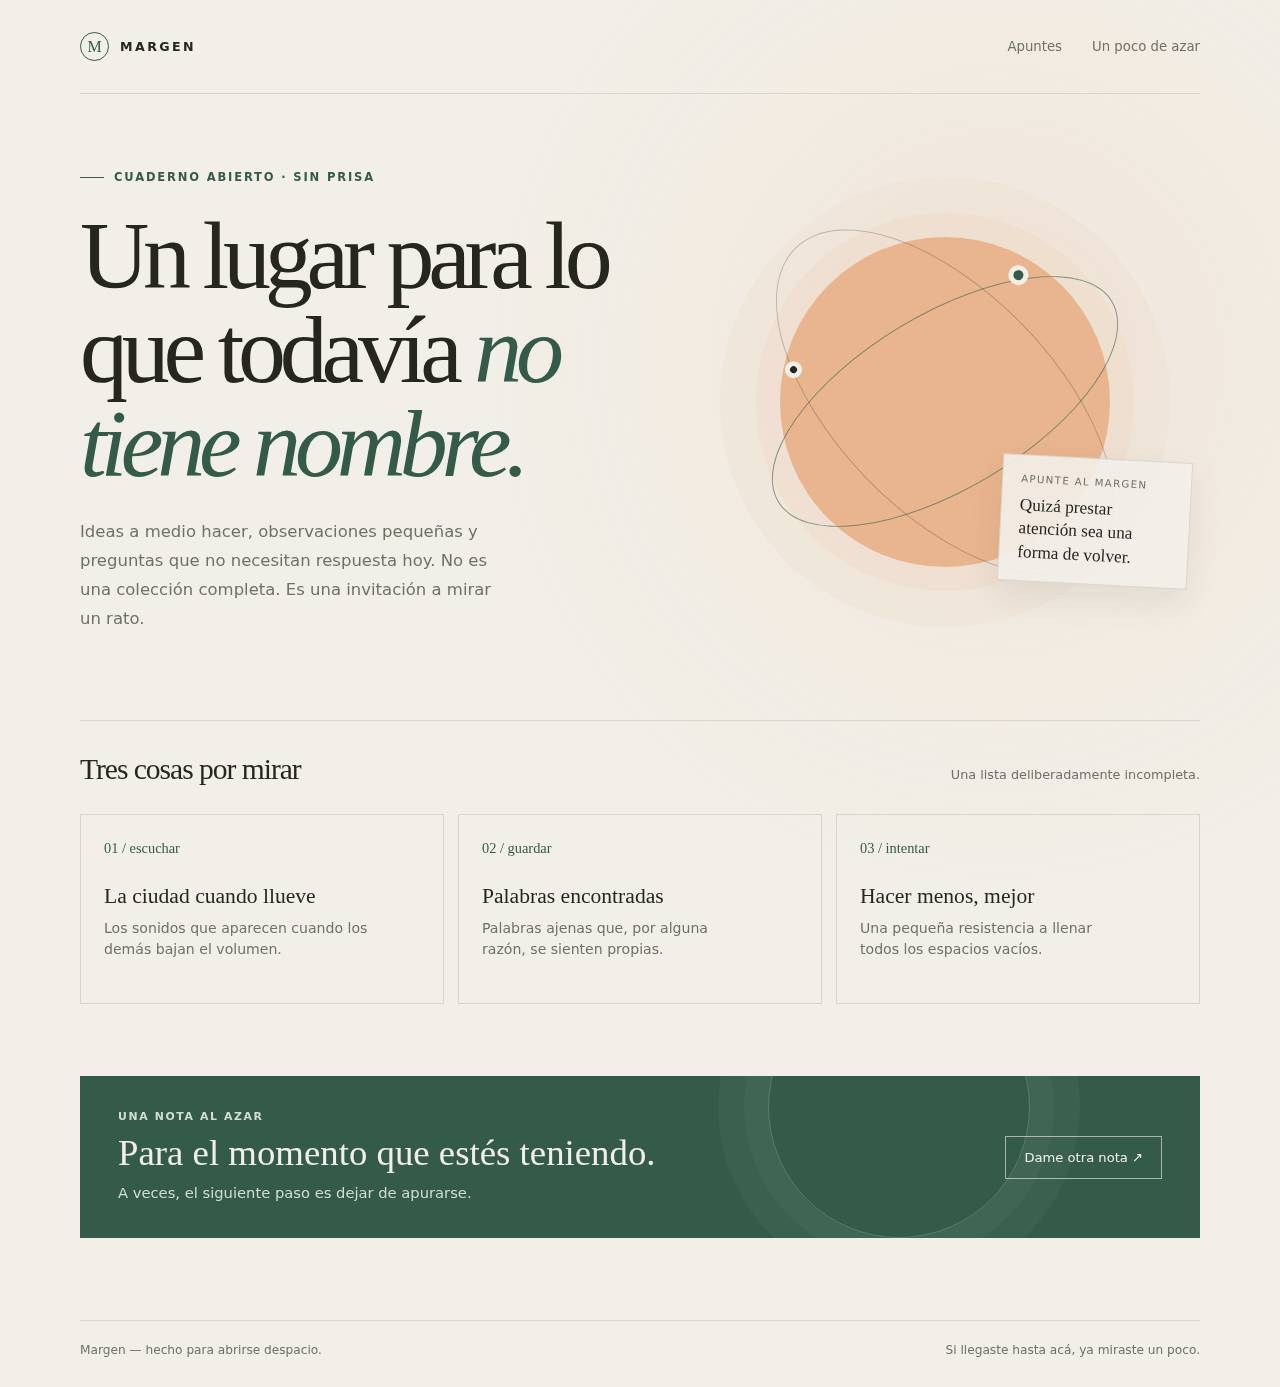 M MARGEN
Apuntes
Un poco de azar
CUADERNO ABIERTO · SIN PRISA
Un lugar para lo
que todavía no
tiene nombre.
Ideas a medio hacer, observaciones pequeñas y
preguntas que no necesitan respuesta hoy. No es
una colección completa. Es una invitación a mirar
un rato.
APUNTE AL MARGEN
Quizá prestar
atención sea una
forma de volver.
Tres cosas por mirar
Una lista deliberadamente incompleta.
01 / escuchar
La ciudad cuando llueve
Los sonidos que aparecen cuando los
demás bajan el volumen.
02 / guardar
Palabras encontradas
Palabras ajenas que, por alguna
razón, se sienten propias.
03 / intentar
Hacer menos, mejor
Una pequeña resistencia a llenar
todos los espacios vacíos.
UNA NOTA AL AZAR
Para el momento que estés teniendo.
A veces, el siguiente paso es dejar de apurarse.
Dame otra nota ↗
Margen — hecho para abrirse despacio.
Si llegaste hasta acá, ya miraste un poco.